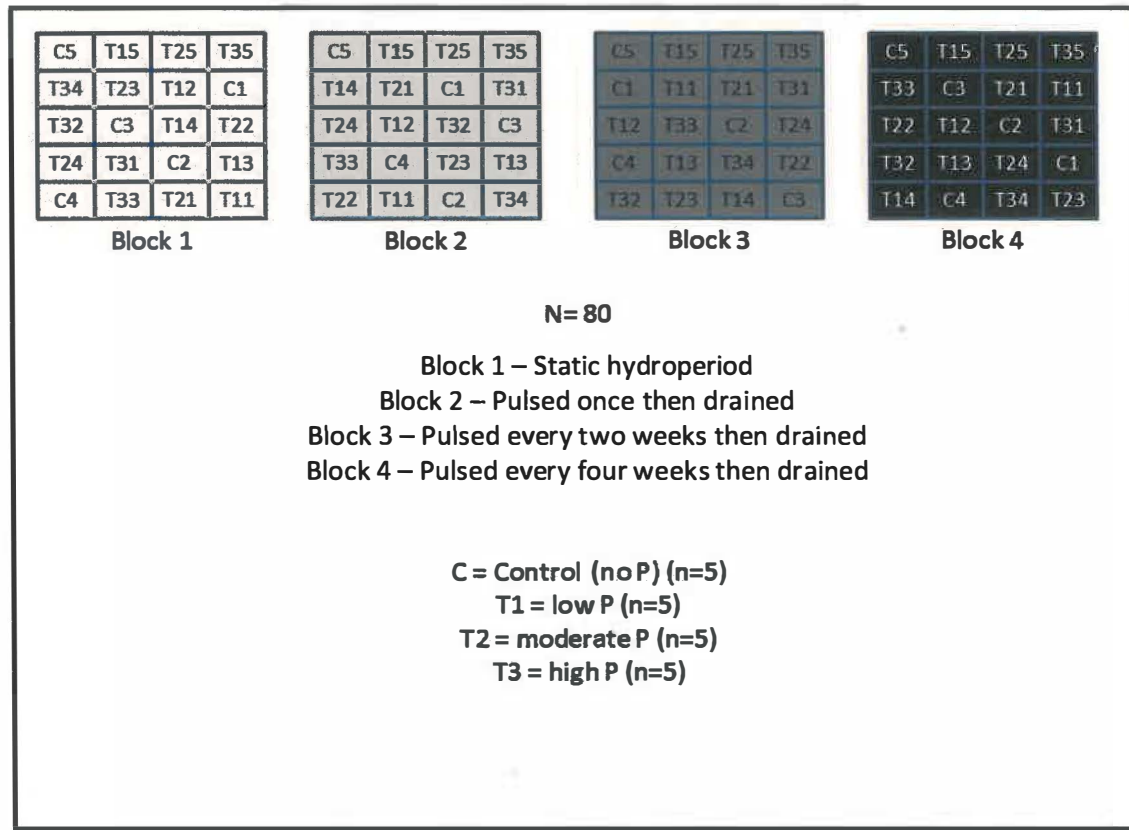 C5 T15 T25 T35
T34 T23 T12 C1
T32 C3 T14 T22
T24 T31 C2 T13
C4 T33 T21 T11
Block 1
C5 T15 T25 T35
T14 T21 C1 T31
T24 T12 T32 C3
T33 C4 T23 T13
T22 T11 C2 T34
Block 2
C5 T15 T25 T35
C1 T11 T21 T31
T12 T33 C2 T24
C4 T13 T34 T22
T32 T23 T14 C3
Block 3
C5 T15 T25 T35
T33 C3 T21 T11
T22 T12 C2 T31
T32 T13 T24 C1
T14 C4 T34 T23
Block 4
N= 80
Block 1 – Static hydroperiod
Block 2 – Pulsed once then drained
Block 3 – Pulsed every two weeks then drained
Block 4 – Pulsed every four weeks then drained
C = Control (no P) (n=5)
T1 = low P (n=5)
T2 = moderate P (n=5)
T3 = high P (n=5)